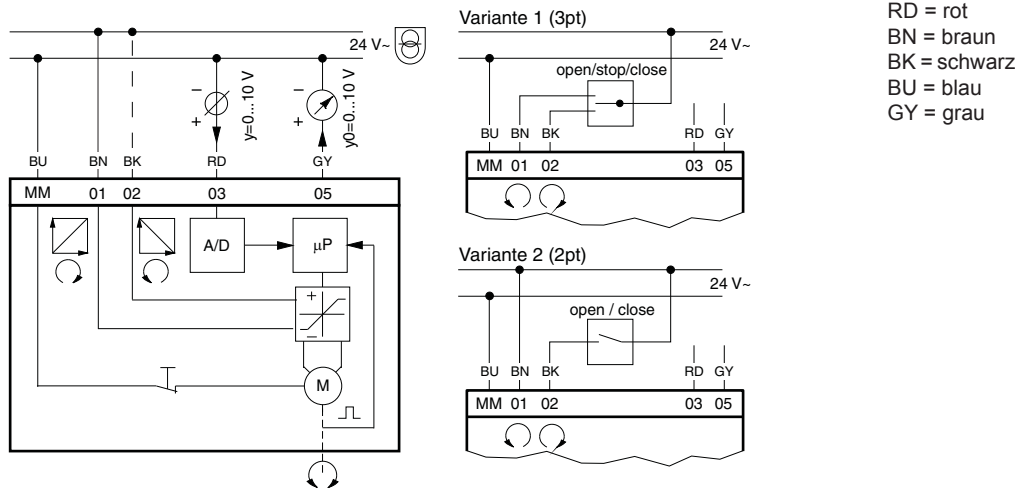 24 V~
–
+
y=0...10 V
–
+
y0=0...10 V
BU BN BK RD GY
MM 01 02 03 05
A/D
µP
+
–
M
Variante 1 (3pt)
24 V~
open/stop/close
BU BN BK RD GY
MM 01 02 03 05
Variante 2 (2pt)
24 V~
open / close
BU BN BK RD GY
MM 01 02 03 05
RD = rot
BN = braun
BK = schwarz
BU = blau
GY = grau